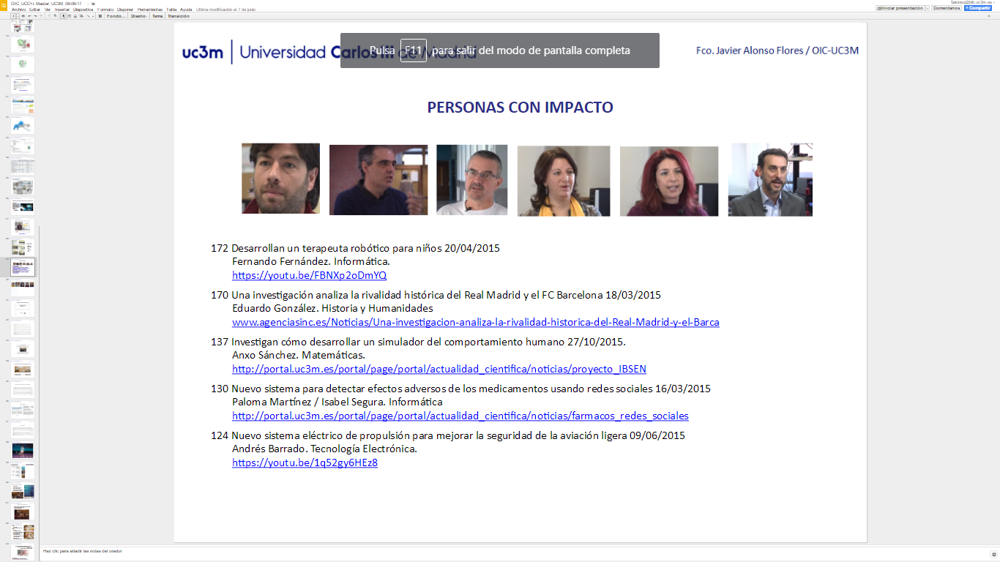 OIC_UCC+i_Master_UC3M_08-06-17
fjalonso@bib.uc3m.es
Archivo Editar Ver Insertar Diapositiva Formato Disponer Herramientas Tabla Ayuda Última modificación el 7 de junio
Iniciar presentación Comentarios Compartir
Fondo... Diseño Tema Transición
uc3m Universidad Carlos III de Madrid
Pulsa F11 para salir del modo de pantalla completa
Fco. Javier Alonso Flores / OIC-UC3M
PERSONAS CON IMPACTO
172 Desarrollan un terapeuta robótico para niños 20/04/2015
Fernando Fernández. Informática.
https://youtu.be/FBNXp2oDmYQ
170 Una investigación analiza la rivalidad histórica del Real Madrid y el FC Barcelona 18/03/2015
Eduardo González. Historia y Humanidades
www.agenciasinc.es/Noticias/Una-investigacion-analiza-la-rivalidad-historica-del-Real-Madrid-y-el-Barca
137 Investigan cómo desarrollar un simulador del comportamiento humano 27/10/2015.
Anxo Sánchez. Matemáticas.
http://portal.uc3m.es/portal/page/portal/actualidad_cientifica/noticias/proyecto_IBSEN
130 Nuevo sistema para detectar efectos adversos de los medicamentos usando redes sociales 16/03/2015
Paloma Martínez / Isabel Segura. Informática
http://portal.uc3m.es/portal/page/portal/actualidad_cientifica/noticias/farmacos_redes_sociales
124 Nuevo sistema eléctrico de propulsión para mejorar la seguridad de la aviación ligera 09/06/2015
Andrés Barrado. Tecnología Electrónica.
https://youtu.be/1q52gy6HEz8
Haz clic para añadir las notas del orador